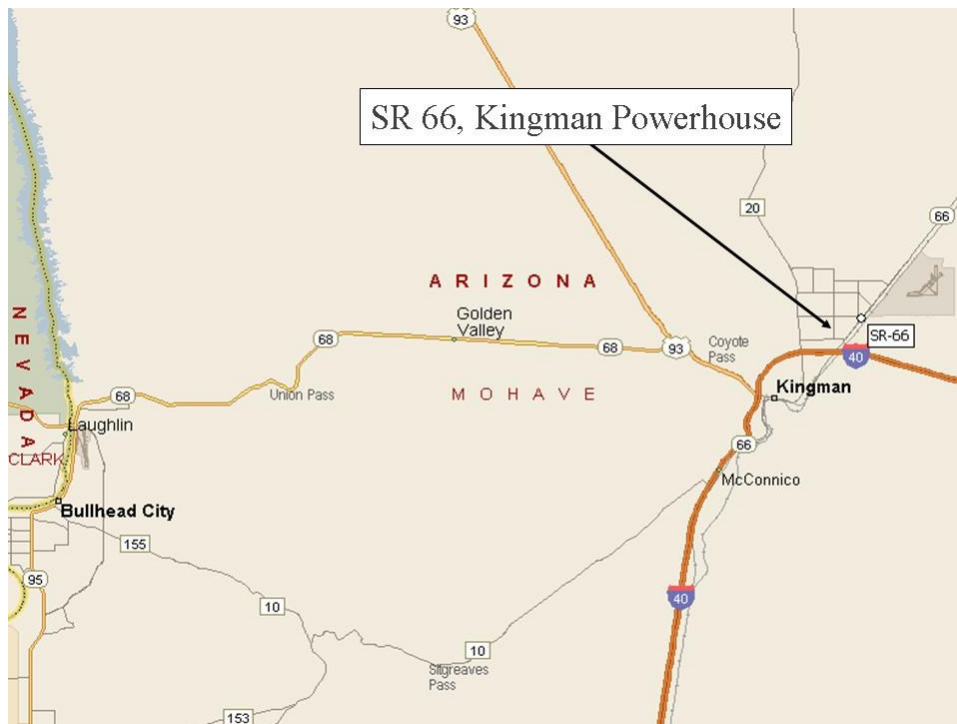 93
SR 66, Kingman Powerhouse
20
66
ARIZONA
NEVADA
Golden
Valley
68
68
93
Coyote
Pass
SR-66
40
MOHAVE
Kingman
Union Pass
68
Laughlin
CLARK
66
McConnico
Bullhead City
155
95
40
10
10
Sitgreaves
Pass
153